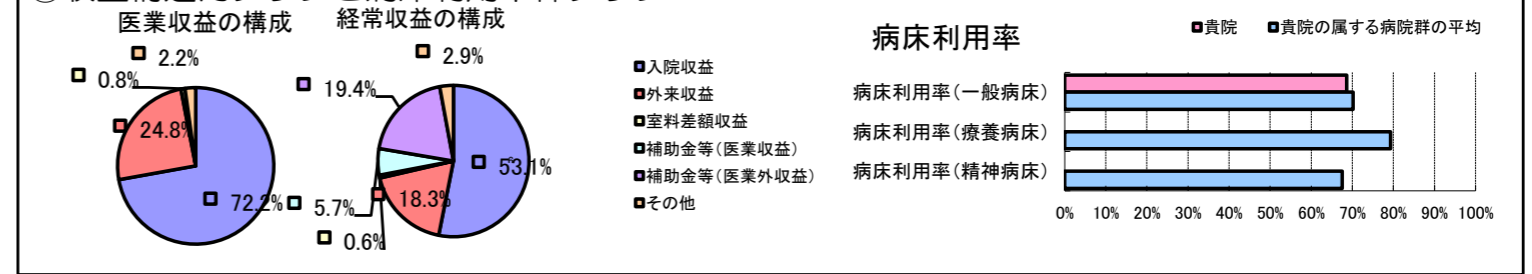 医業収益の構成
2.2%
0.8%
24.8%
72.2%
経常収益の構成
2.9%
19.4%
53.1%
5.7%
18.3%
0.6%
入院収益
外来収益
室料差額収益
補助金等(医業収益)
補助金等(医業外収益)
その他
病床利用率
貴院 貴院の属する病院群の平均
病床利用率(一般病床)
病床利用率(療養病床)
病床利用率(精神病床)
0% 10% 20% 30% 40% 50% 60% 70% 80% 90% 100%